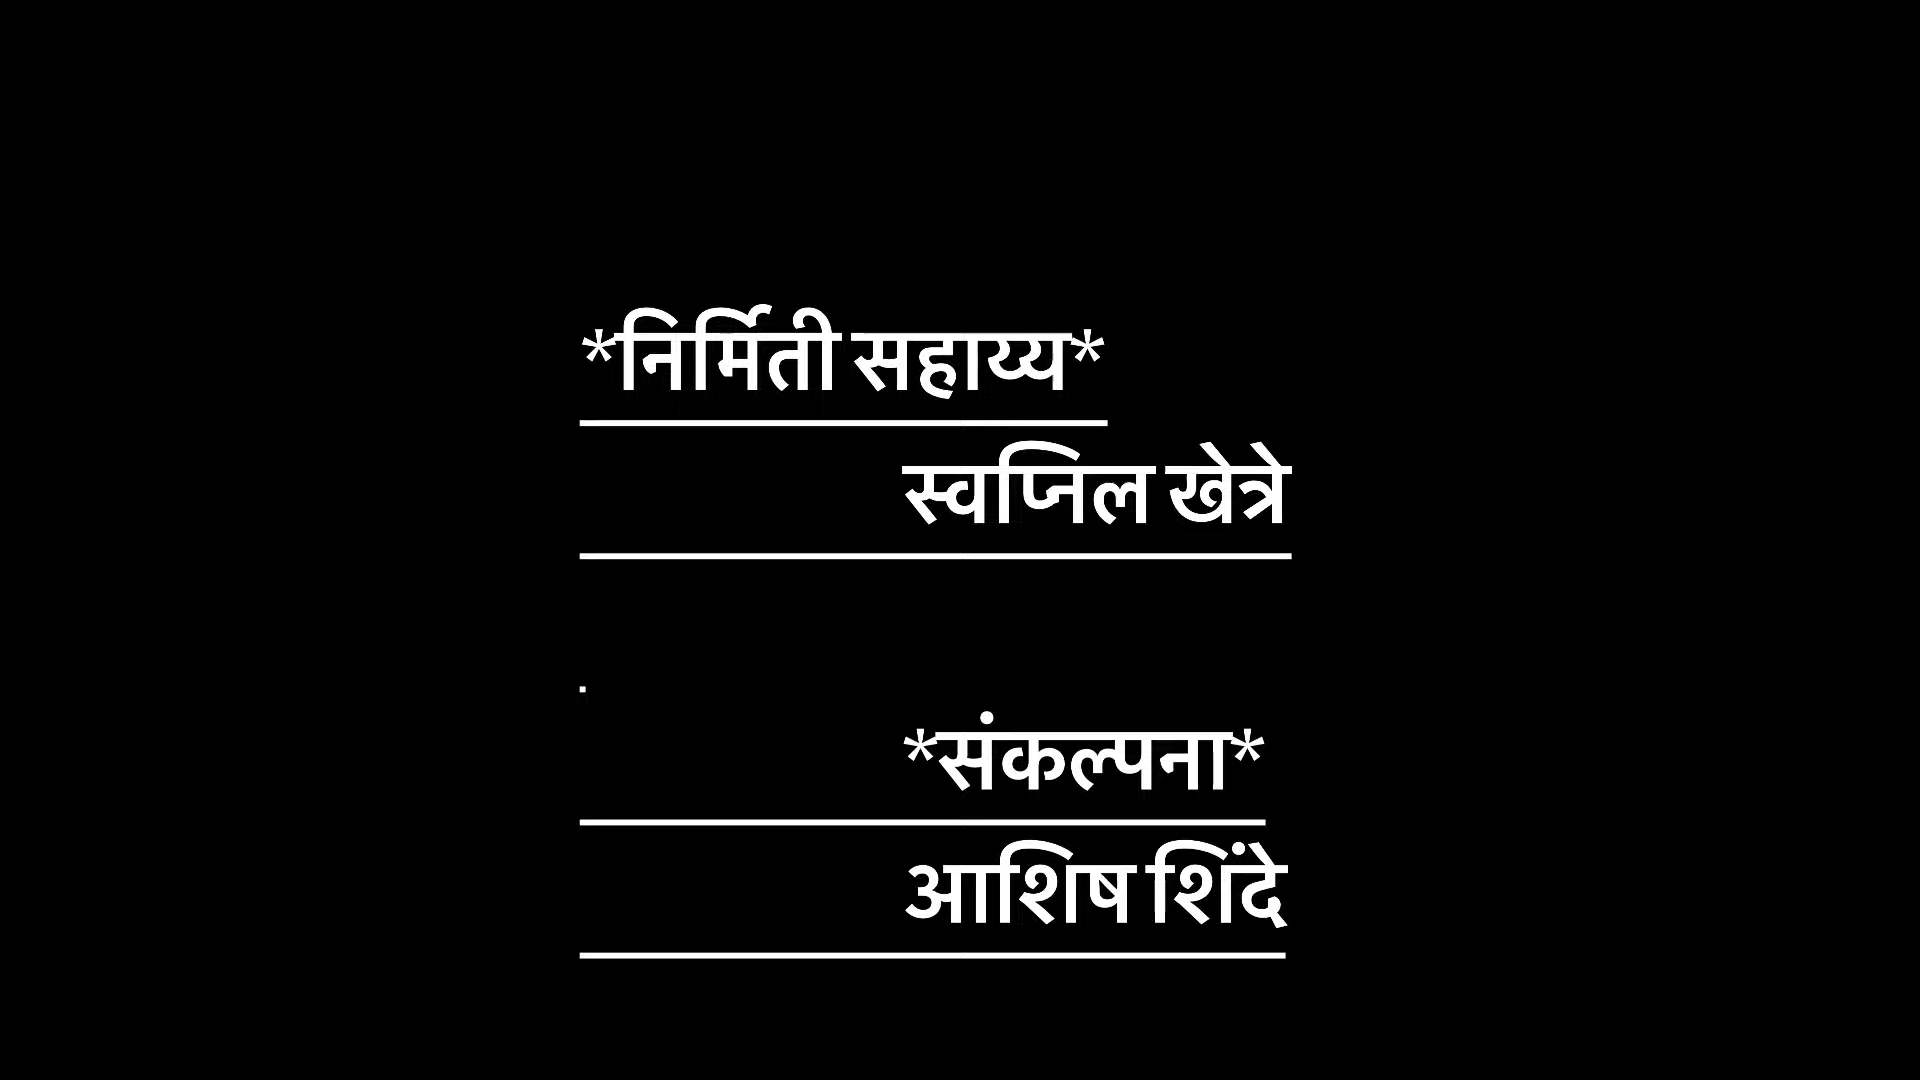 *निर्मिती सहाय्य*
स्वप्निल खेत्रे
.
*संकल्पना*
आशिष शिंदे